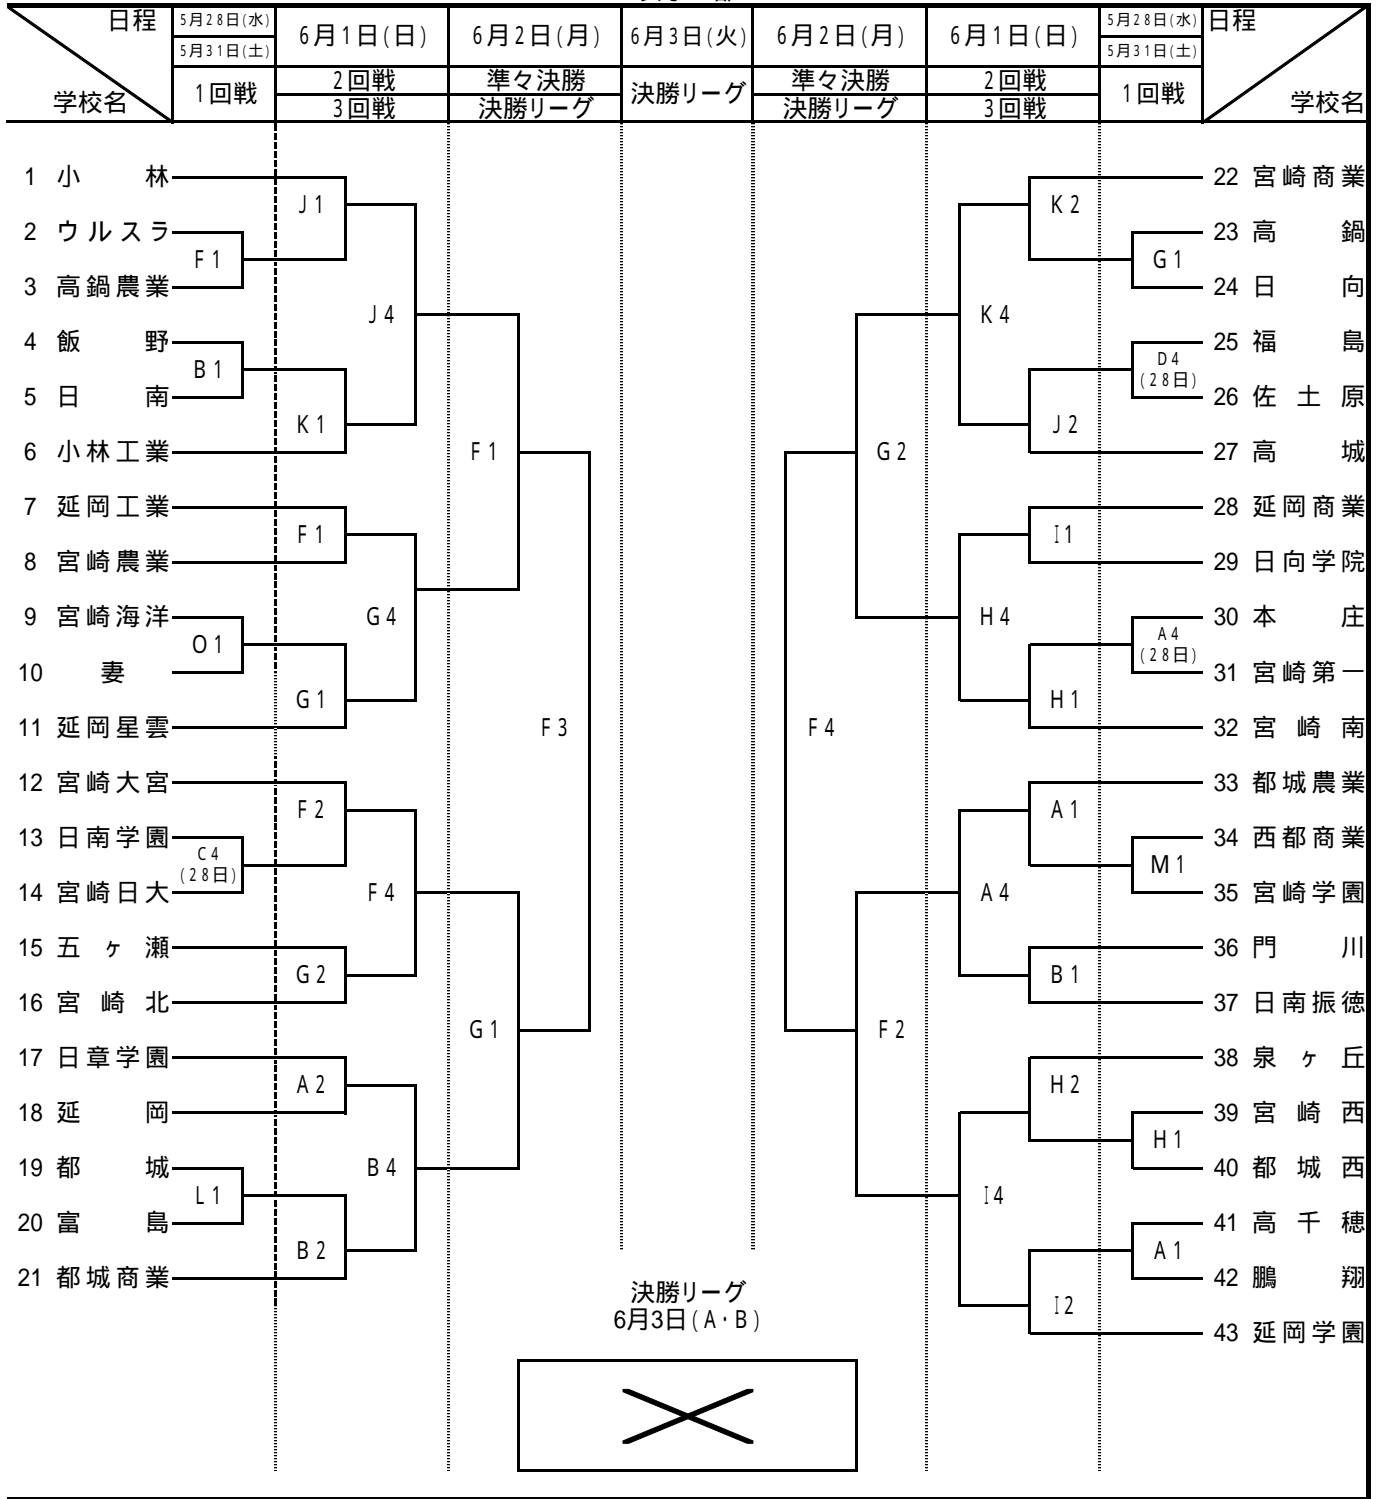 日程 5月28日(水) 6月1日(日) 6月2日(月) 6月3日(火) 6月2日(月) 6月1日(日) 5月28日(水) 日程
5月31日(土) 5月31日(土)
学校名 1回戦 2回戦 準々決勝 決勝リーグ 準々決勝 2回戦 1回戦 学校名
3回戦 決勝リーグ 決勝リーグ 3回戦
1 小林 22 宮崎商業
J1 K2
2 ウルスラ 23 高鍋
F1 G1
3 高鍋農業 24 日向
J4 K4
4 飯野 25 福島
B1 D4
(28日)
5 日南 26 佐土原
K1 J2
6 小林工業 F1 G2 27 高城
7 延岡工業 28 延岡商業
F1 I1
8 宮崎農業 29 日向学院
9 宮崎海洋 G4 H4 30 本庄
O1 A4
(28日)
10 妻 31 宮崎第一
G1 H1
11 延岡星雲 F3 F4 32 宮崎南
12 宮崎大宮 33 都城農業
F2 A1
13 日南学園 34 西都商業
C4 M1
(28日)
14 宮崎日大 F4 A4 35 宮崎学園
15 五ヶ瀬 36 門川
G2 B1
16 宮崎北 37 日南振徳
G1 F2
17 日章学園 38 泉ヶ丘
A2 H2
18 延岡 39 宮崎西
H1
19 都城 B4 40 都城西
L1 I4
20 富島 41 高千穂
B2 A1
21 都城商業 42 鵬翔
決勝リーグ I2
6月3日(A・B)
43 延岡学園